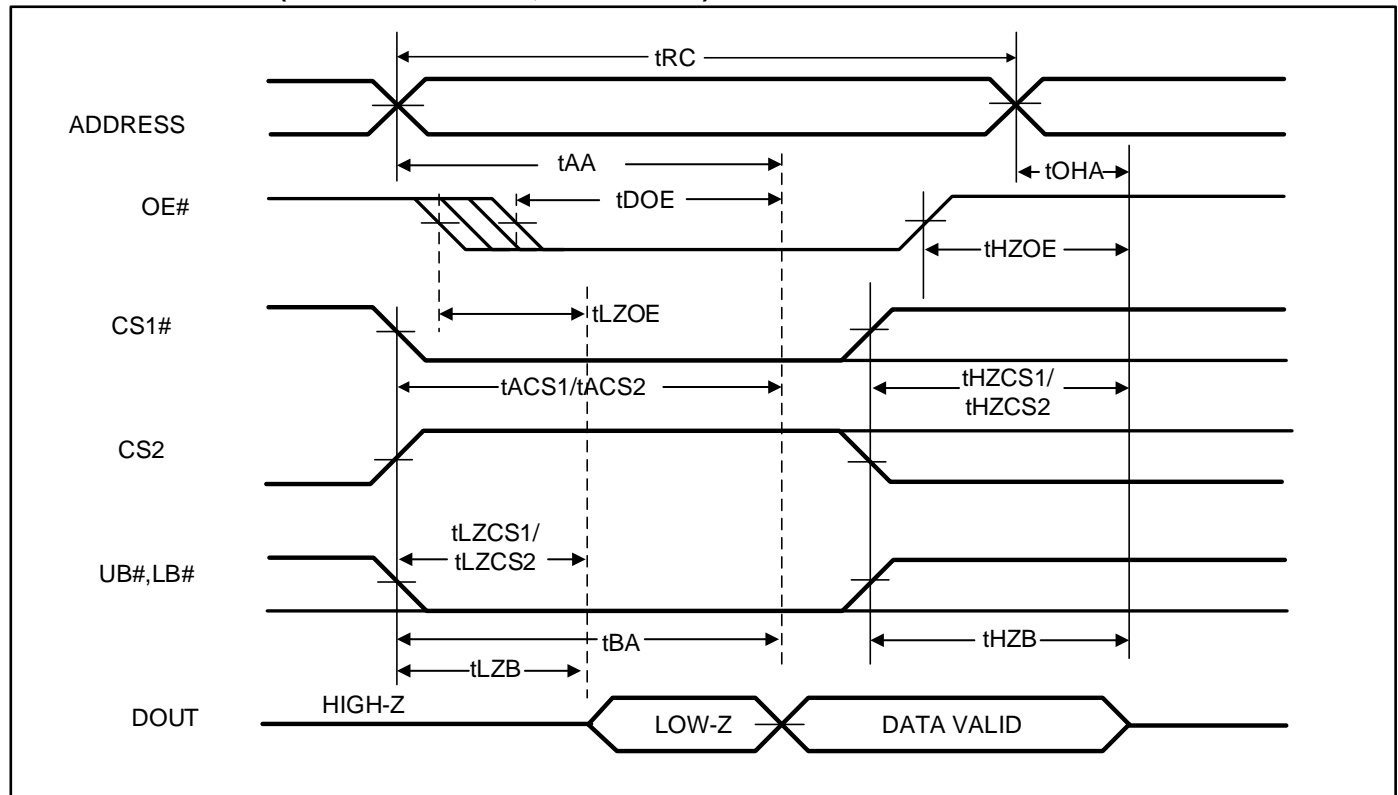 tRC
ADDRESS
tAA
tOHA
OE#
tDOE
tHZOE
CS1#
tLZOE
tACS1/tACS2
tHZCS1/
tHZCS2
CS2
tLZCS1/
tLZCS2
UB#,LB#
tBA
tHZB
tLZB
DOUT
HIGH-Z
LOW-Z
DATA VALID